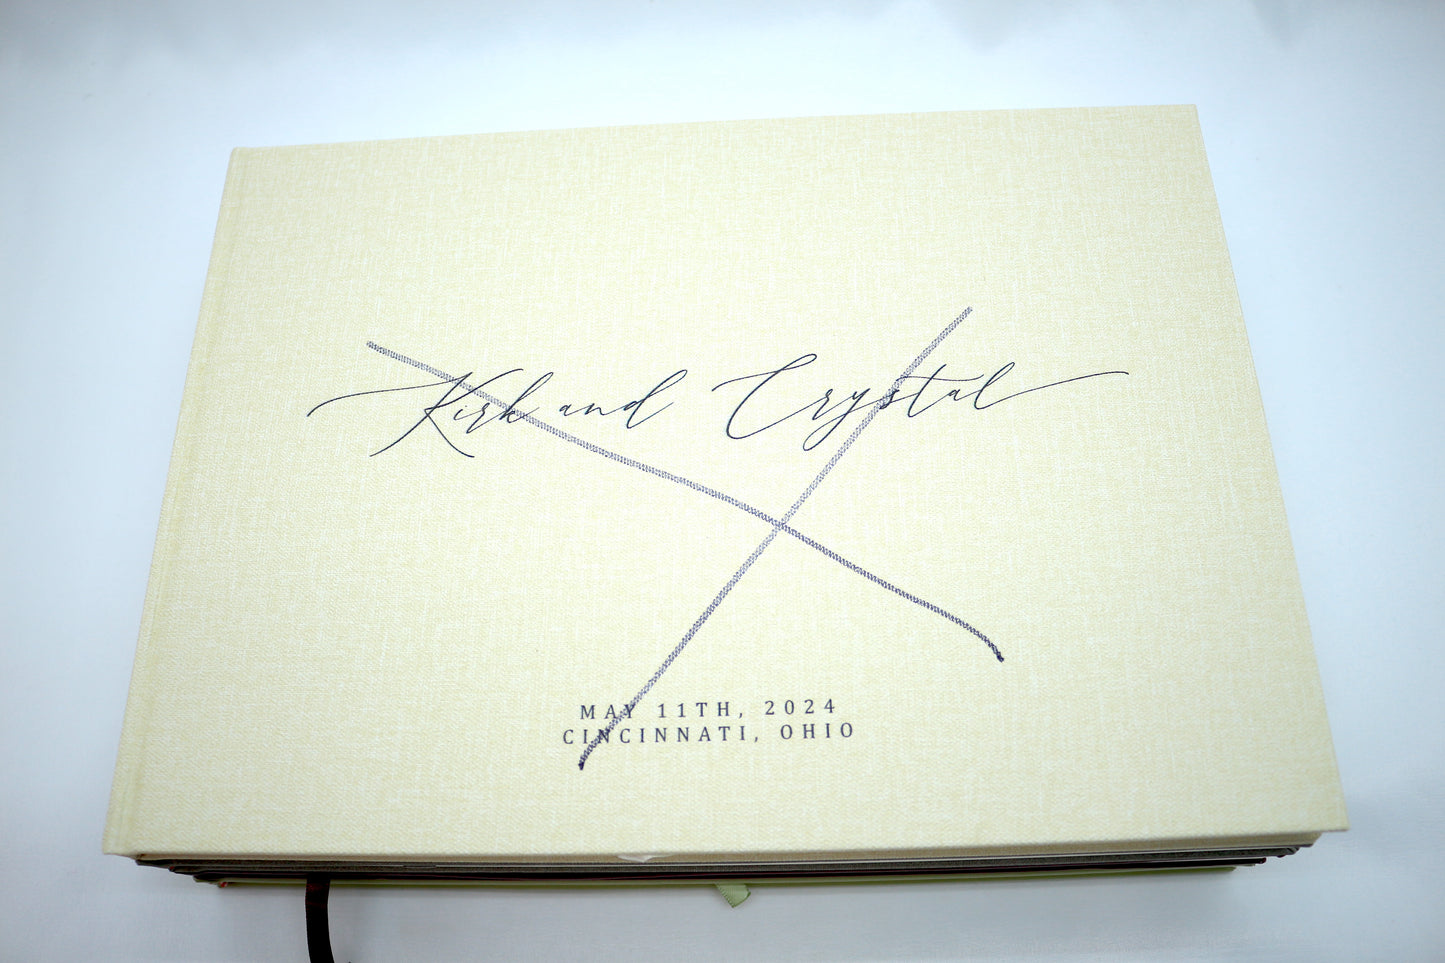 Kirk and Crystal
MAY 11TH, 2024
CINCINNATI, OHIO